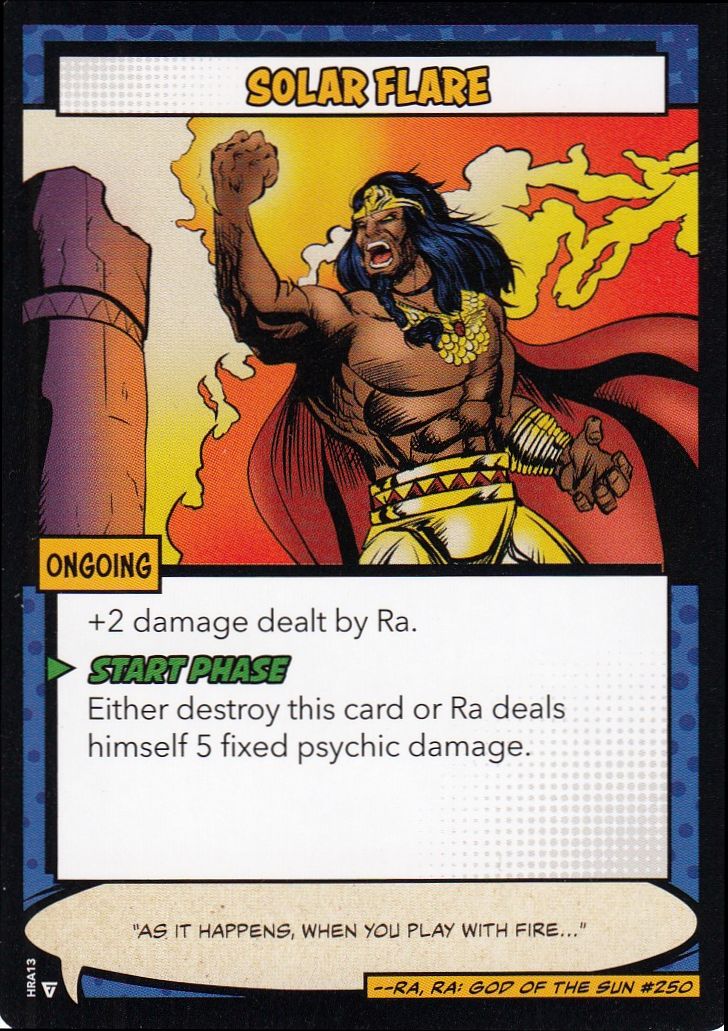 SOLAR FLARE
ONGOING
+2 damage dealt by Ra.
START PHASE
Either destroy this card or Ra deals
himself 5 fixed psychic damage.
"AS IT HAPPENS, WHEN YOU PLAY WITH FIRE..."
--RA, RA: GOD OF THE SUN #250
HRA13